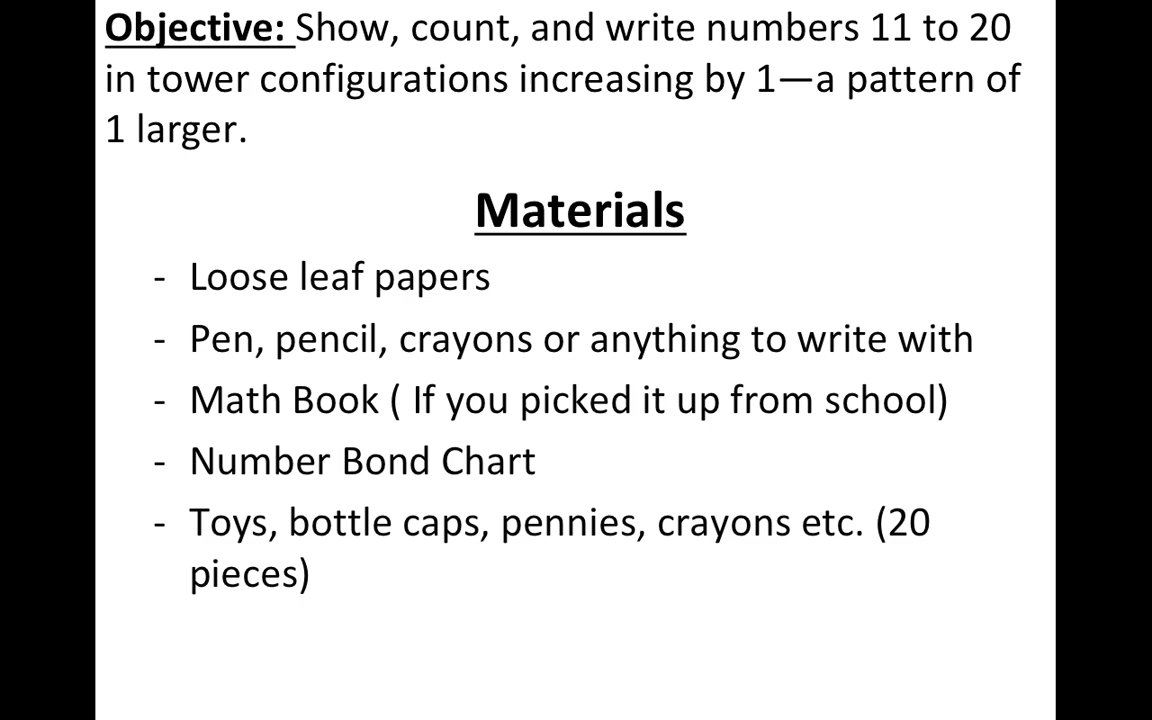 Objective: Show, count, and write numbers 11 to 20
in tower configurations increasing by 1—a pattern of
1 larger.
Materials
- Loose leaf papers
- Pen, pencil, crayons or anything to write with
- Math Book ( If you picked it up from school)
- Number Bond Chart
- Toys, bottle caps, pennies, crayons etc. (20
pieces)